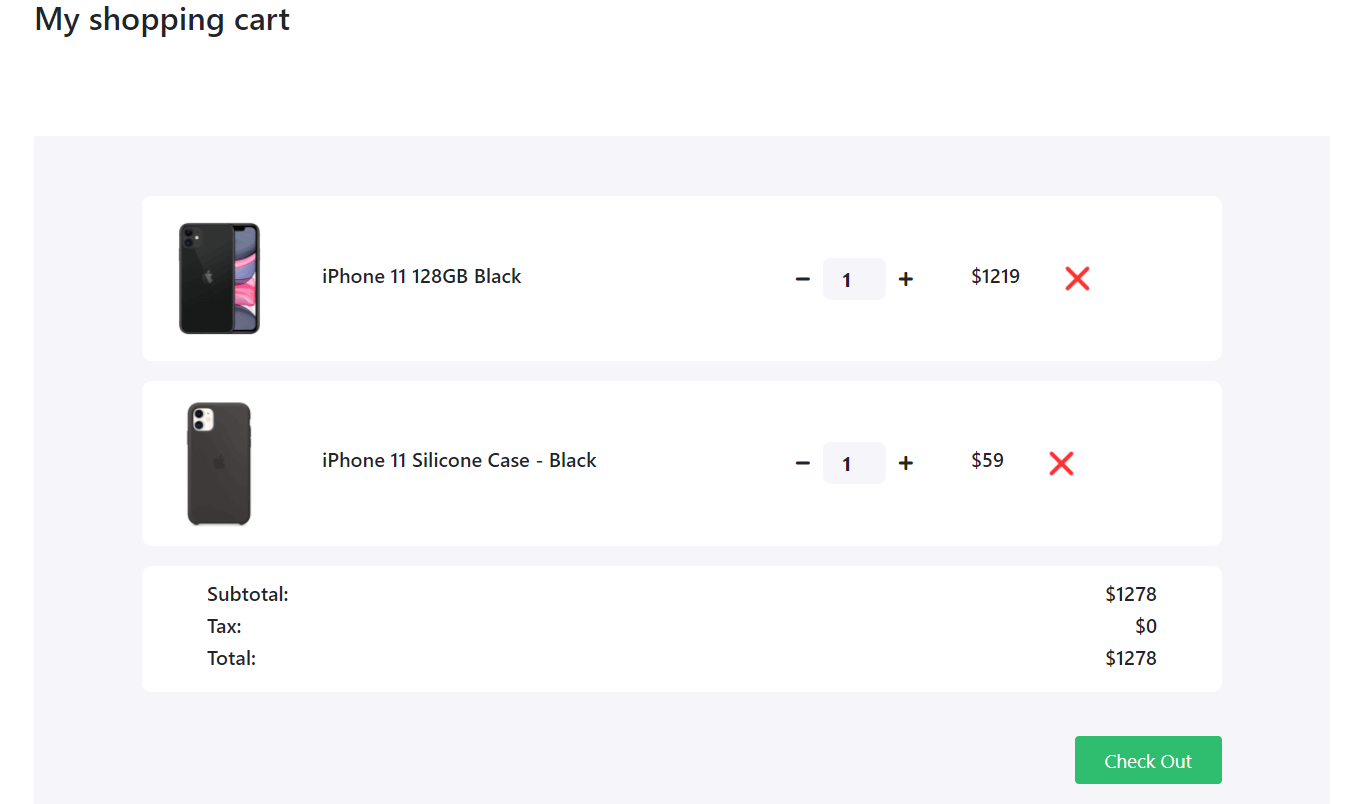 My shopping cart
iPhone 11 128GB Black − 1 + $1219
iPhone 11 Silicone Case - Black − 1 + $59
Subtotal: $1278
Tax: $0
Total: $1278
Check Out